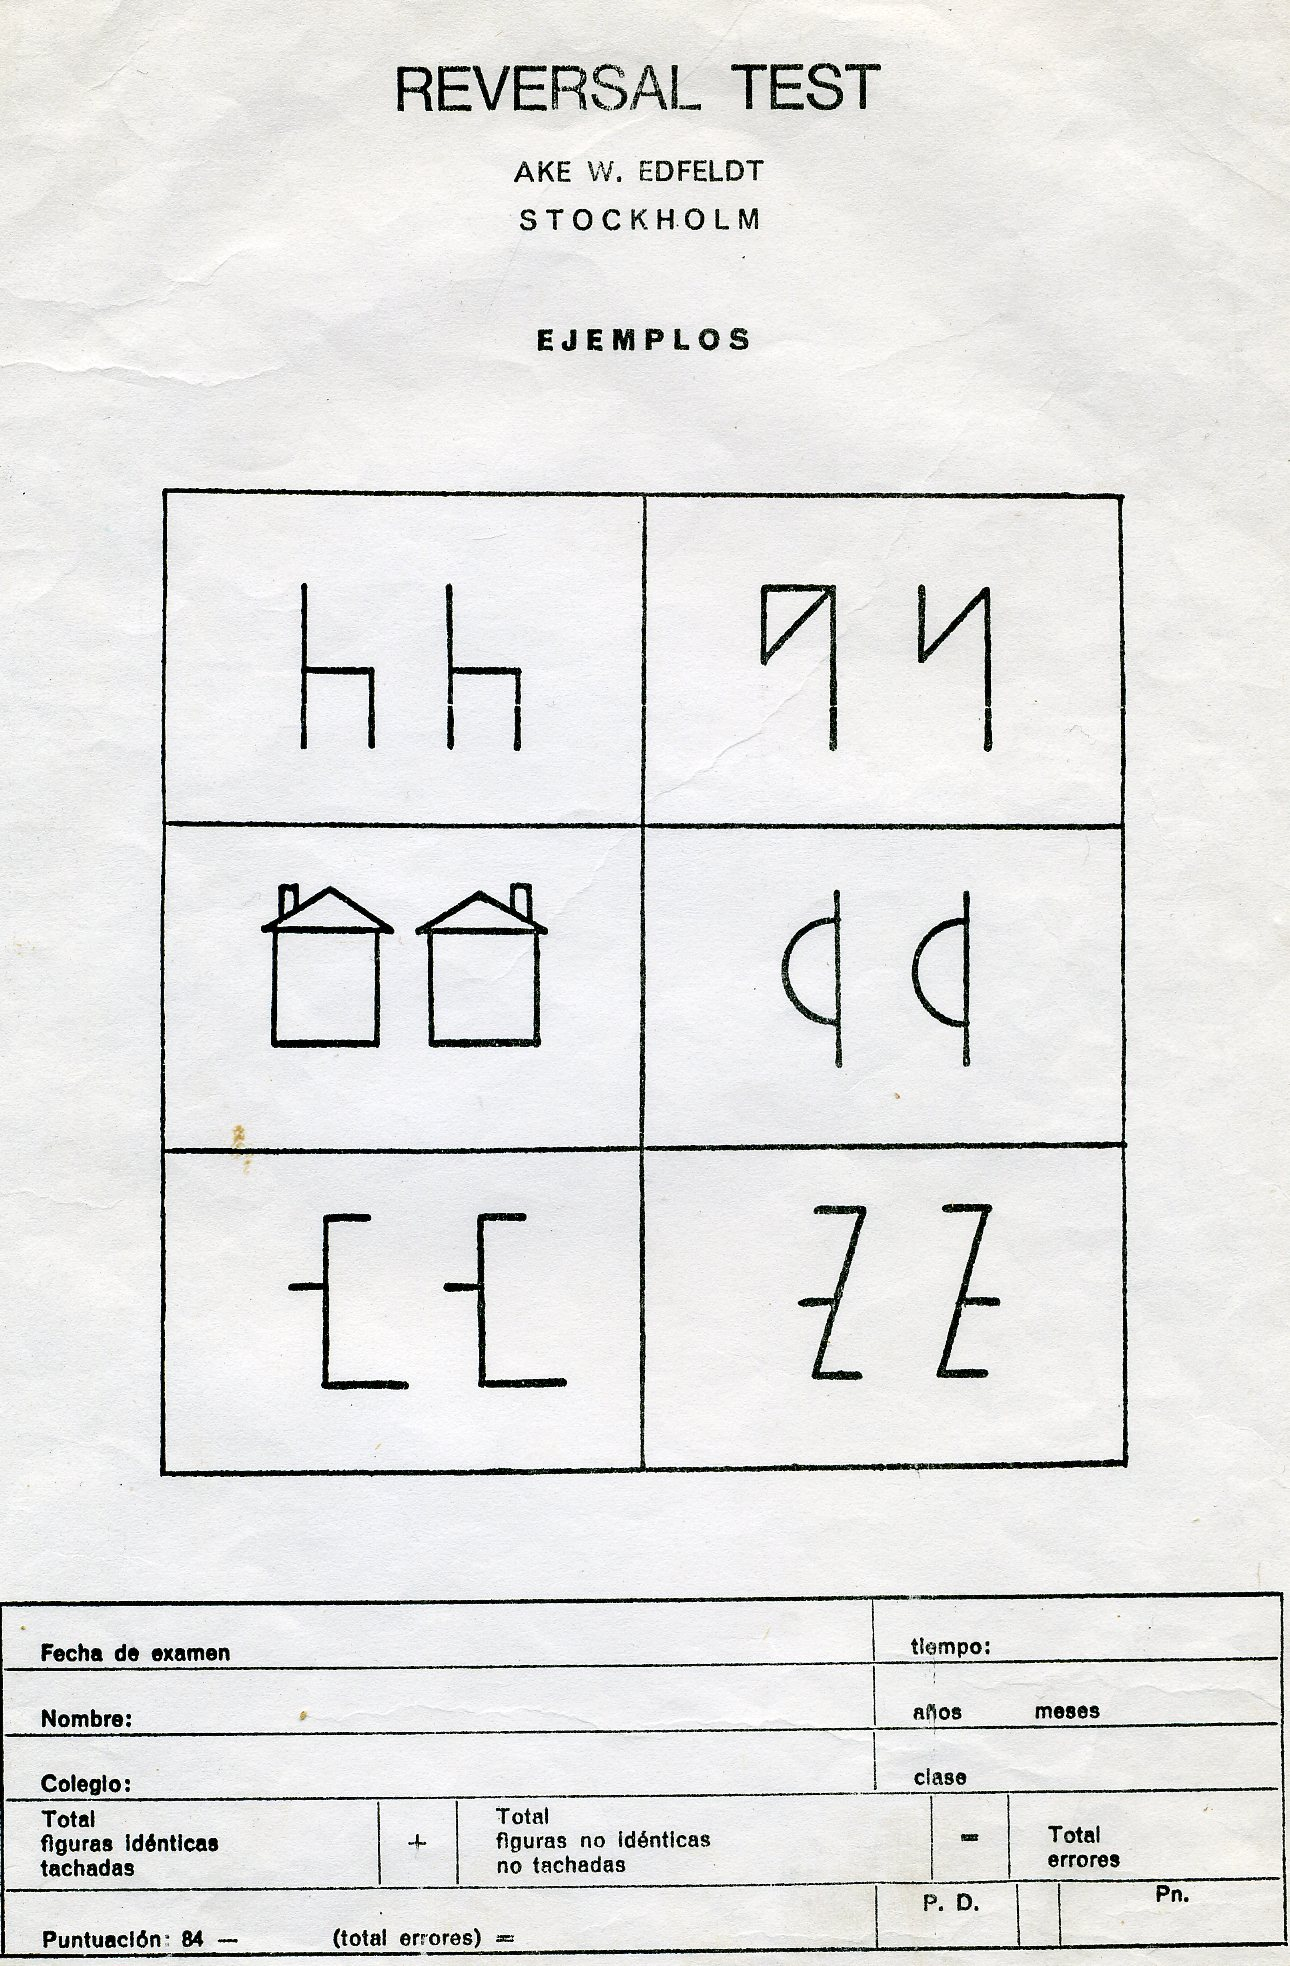 REVERSAL TEST
AKE W. EDFELDT
STOCKHOLM
EJEMPLOS
Fecha de examen
tiempo:
Nombre:
años meses
Colegio:
clase
Total
figuras idénticas
tachadas
+
Total
figuras no idénticas
no tachadas
=
Total
errores
Puntuación: 84 — (total errores) =
P. D.
Pn.